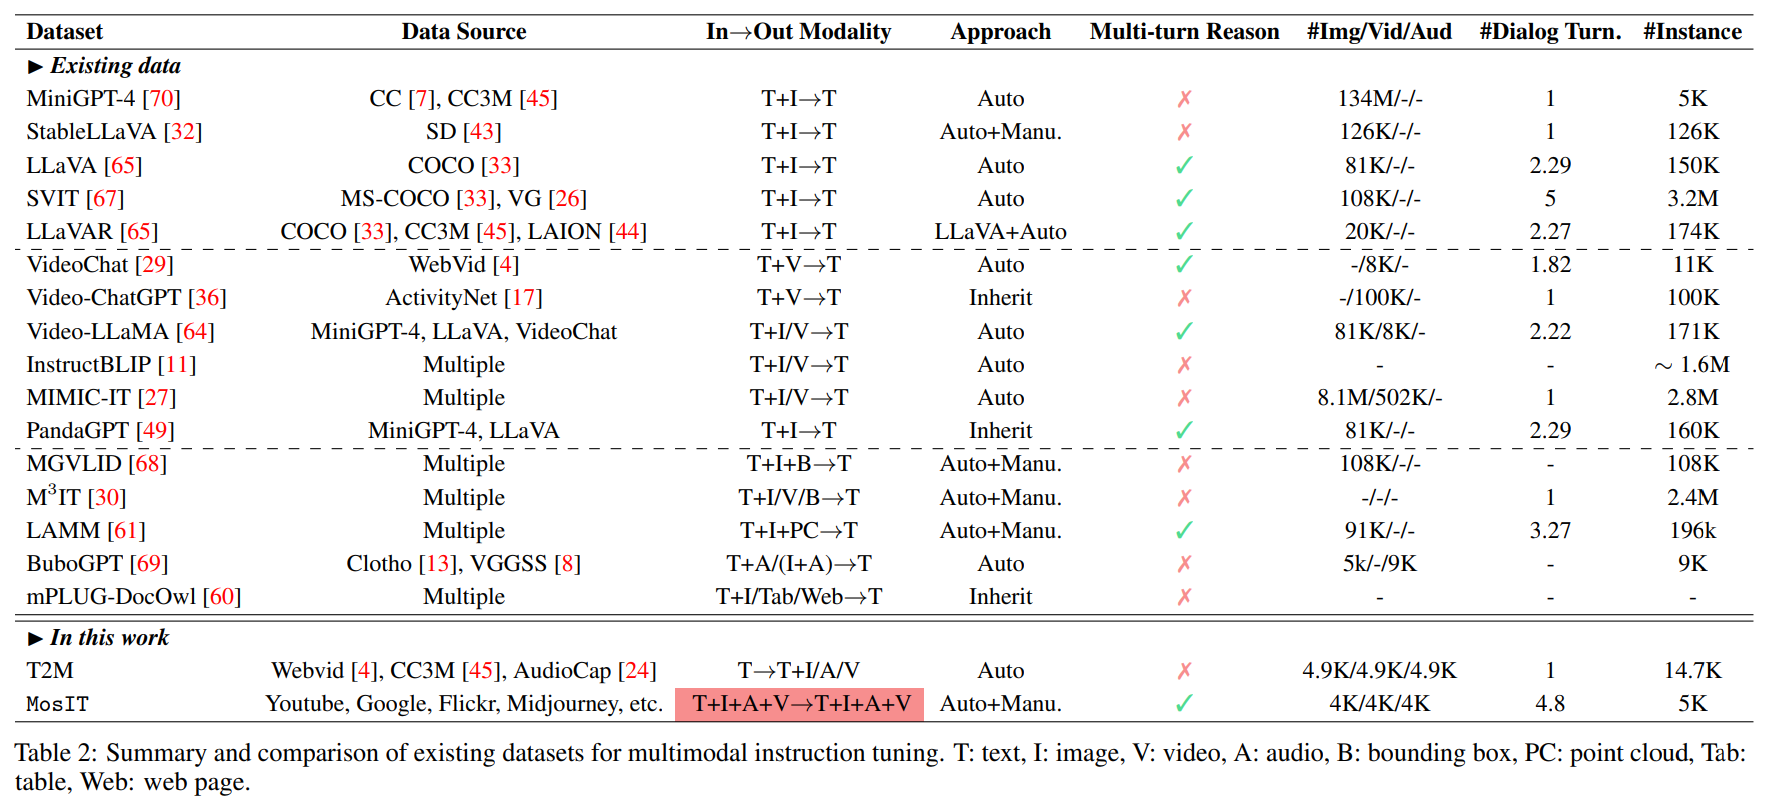 Dataset Data Source In→Out Modality Approach Multi-turn Reason #Img/Vid/Aud #Dialog Turn. #Instance
▶ Existing data
MiniGPT-4 [70] CC [7], CC3M [45] T+I→T Auto ✗ 134M/-/- 1 5K
StableLLaVA [32] SD [43] T+I→T Auto+Manu. ✗ 126K/-/- 1 126K
LLaVA [65] COCO [33] T+I→T Auto ✓ 81K/-/- 2.29 150K
SVIT [67] MS-COCO [33], VG [26] T+I→T Auto ✓ 108K/-/- 5 3.2M
LLaVAR [65] COCO [33], CC3M [45], LAION [44] T+I→T LLaVA+Auto ✓ 20K/-/- 2.27 174K
VideoChat [29] WebVid [4] T+V→T Auto ✓ -/8K/- 1.82 11K
Video-ChatGPT [36] ActivityNet [17] T+V→T Inherit ✗ -/100K/- 1 100K
Video-LLaMA [64] MiniGPT-4, LLaVA, VideoChat T+I/V→T Auto ✓ 81K/8K/- 2.22 171K
InstructBLIP [11] Multiple T+I/V→T Auto ✗ - - ∼ 1.6M
MIMIC-IT [27] Multiple T+I/V→T Auto ✗ 8.1M/502K/- 1 2.8M
PandaGPT [49] MiniGPT-4, LLaVA T+I→T Inherit ✓ 81K/-/- 2.29 160K
MGVLID [68] Multiple T+I+B→T Auto+Manu. ✗ 108K/-/- - 108K
M³IT [30] Multiple T+I/V/B→T Auto+Manu. ✗ -/-/- 1 2.4M
LAMM [61] Multiple T+I+PC→T Auto+Manu. ✓ 91K/-/- 3.27 196k
BuboGPT [69] Clotho [13], VGGSS [8] T+A/(I+A)→T Auto ✗ 5k/-/9K - 9K
mPLUG-DocOwl [60] Multiple T+I/Tab/Web→T Inherit ✗ - - -
▶ In this work
T2M Webvid [4], CC3M [45], AudioCap [24] T→T+I/A/V Auto ✗ 4.9K/4.9K/4.9K 1 14.7K
MosIT Youtube, Google, Flickr, Midjourney, etc. T+I+A+V→T+I+A+V Auto+Manu. ✓ 4K/4K/4K 4.8 5K
Table 2: Summary and comparison of existing datasets for multimodal instruction tuning. T: text, I: image, V: video, A: audio, B: bounding box, PC: point cloud, Tab:
table, Web: web page.